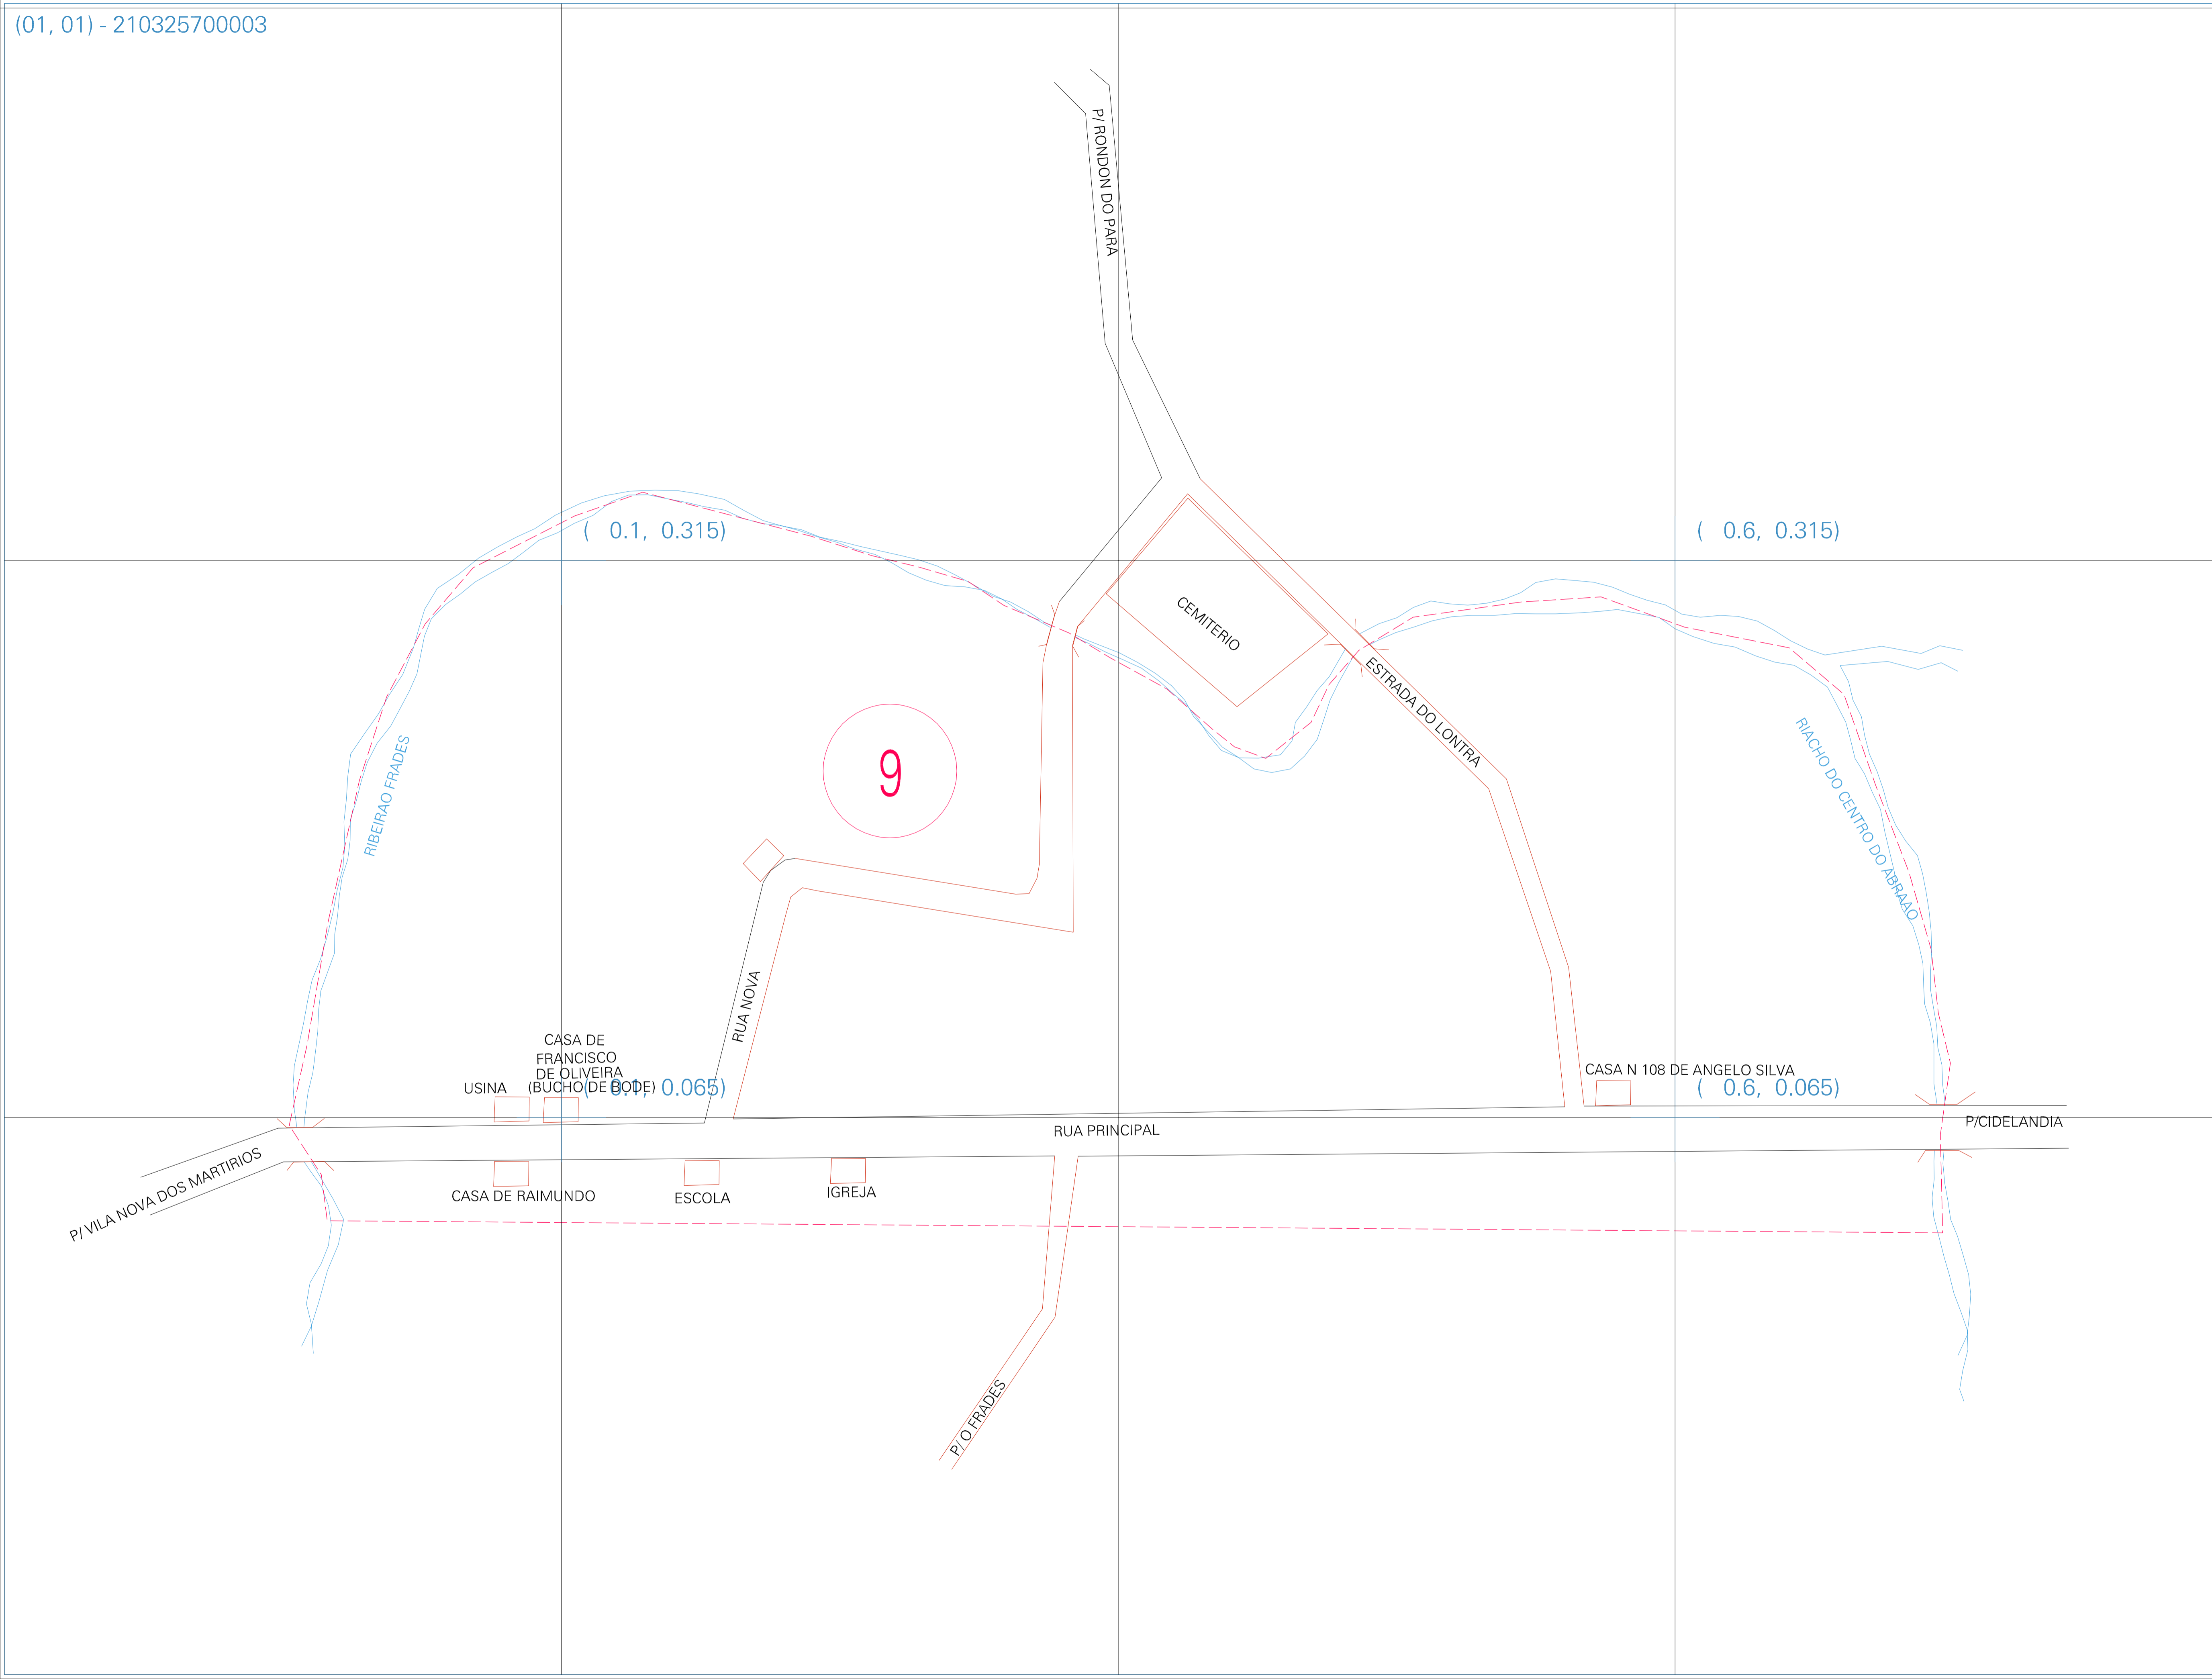 (01, 01) - 210325700003
P/ RONDON DO PARA
( 0.1, 0.315)
( 0.6, 0.315)
CEMITERIO
ESTRADA DO LONTRA
RIBEIRAO FRADES
9
RIACHO DO CENTRO DO ABRAAO
RUA NOVA
CASA DE
FRANCISCO
DE OLIVEIRA
(BUCHO DE BODE)
USINA
( 0.1, 0.065)
CASA N 108 DE ANGELO SILVA
( 0.6, 0.065)
P/CIDELANDIA
RUA PRINCIPAL
P/ VILA NOVA DOS MARTIRIOS
CASA DE RAIMUNDO
ESCOLA
IGREJA
P/ O FRADES